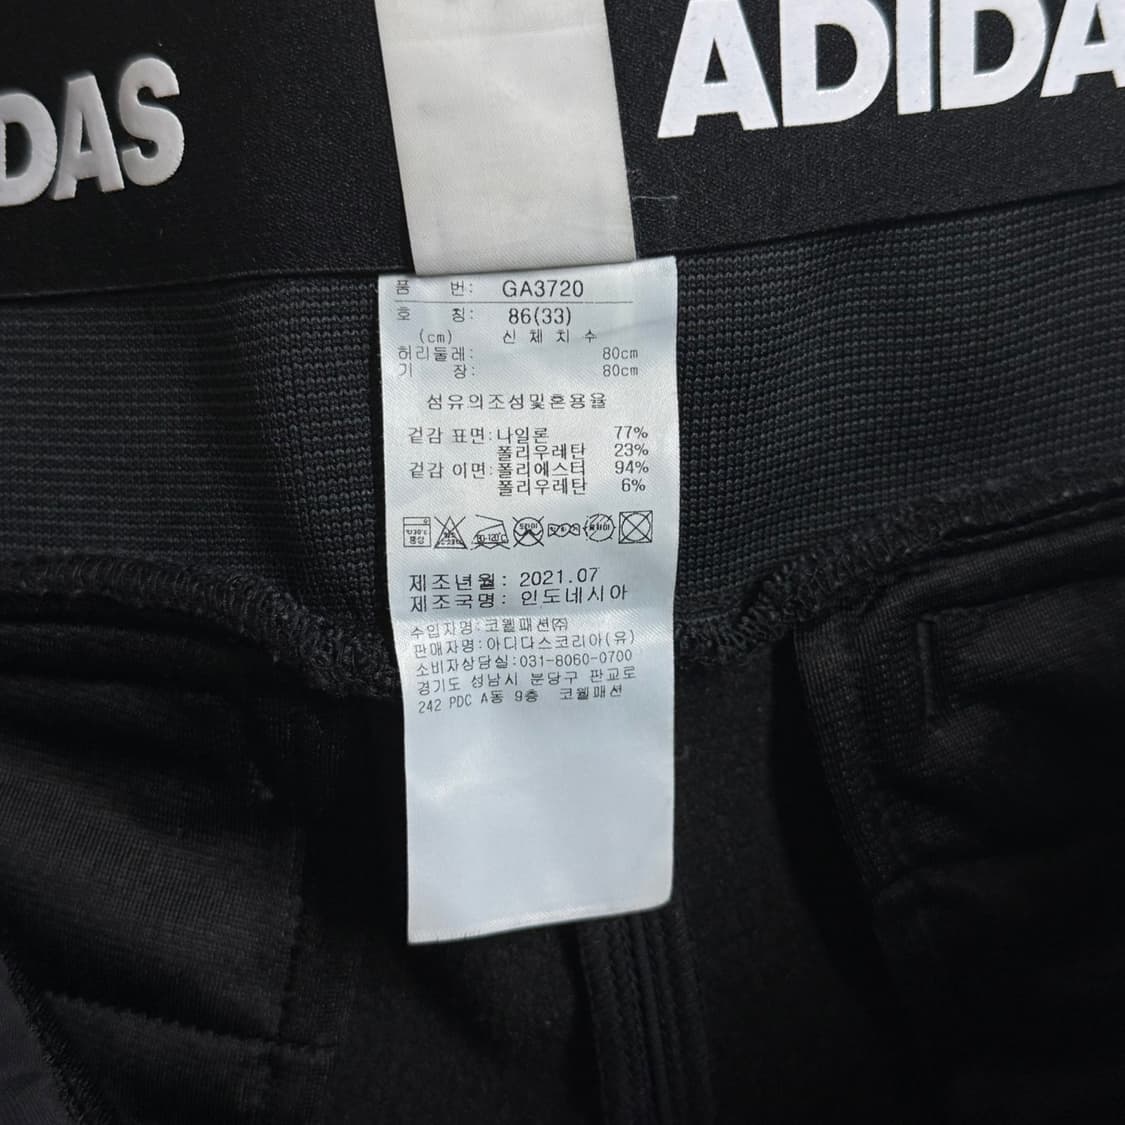 DAS
ADIDA
품 번: GA3720
호 칭: 86(33)
(cm) 신 체 치 수
허리둘레: 80cm
기 장: 80cm
섬유의조성및혼용율
겉감 표면:나일론 77%
폴리우레탄 23%
겉감 이면:폴리에스터 94%
폴리우레탄 6%
제조년월: 2021.07
제조국명: 인도네시아
수입자명:코웰패션㈜
판매자명:아디다스코리아(유)
소비자상담실:031-8060-0700
경기도 성남시 분당구 판교로
242 PDC A동 9층 코웰패션